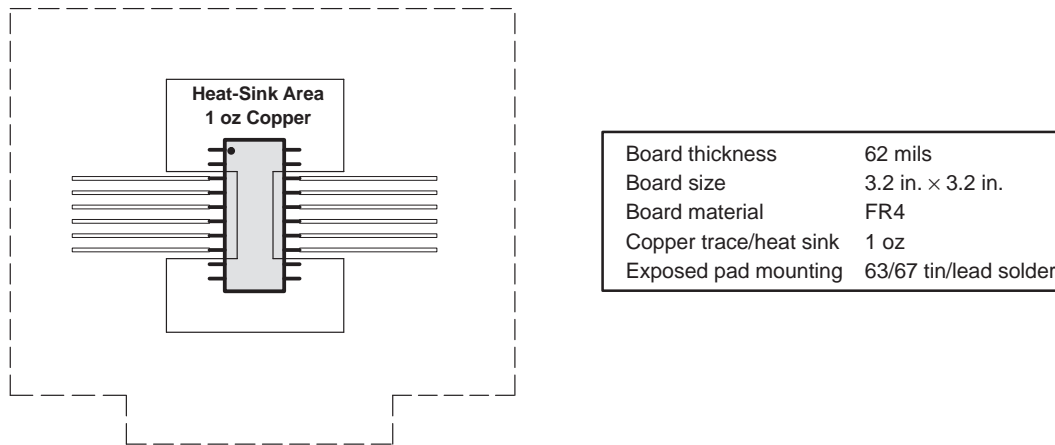 Heat-Sink Area
1 oz Copper
Board thickness 62 mils
Board size 3.2 in. × 3.2 in.
Board material FR4
Copper trace/heat sink 1 oz
Exposed pad mounting 63/67 tin/lead solder